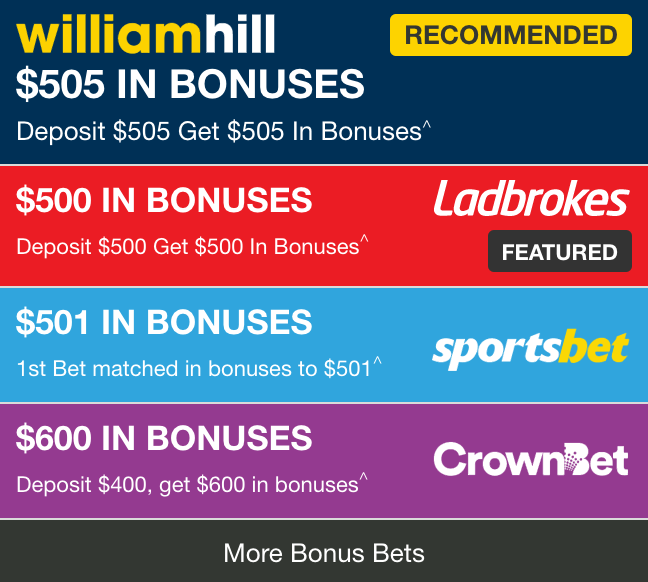 williamhill
RECOMMENDED
$505 IN BONUSES
Deposit $505 Get $505 In Bonuses^
$500 IN BONUSES
Ladbrokes
Deposit $500 Get $500 In Bonuses^
FEATURED
$501 IN BONUSES
sportsbet
1st Bet matched in bonuses to $501^
$600 IN BONUSES
CrownBet
Deposit $400, get $600 in bonuses^
More Bonus Bets